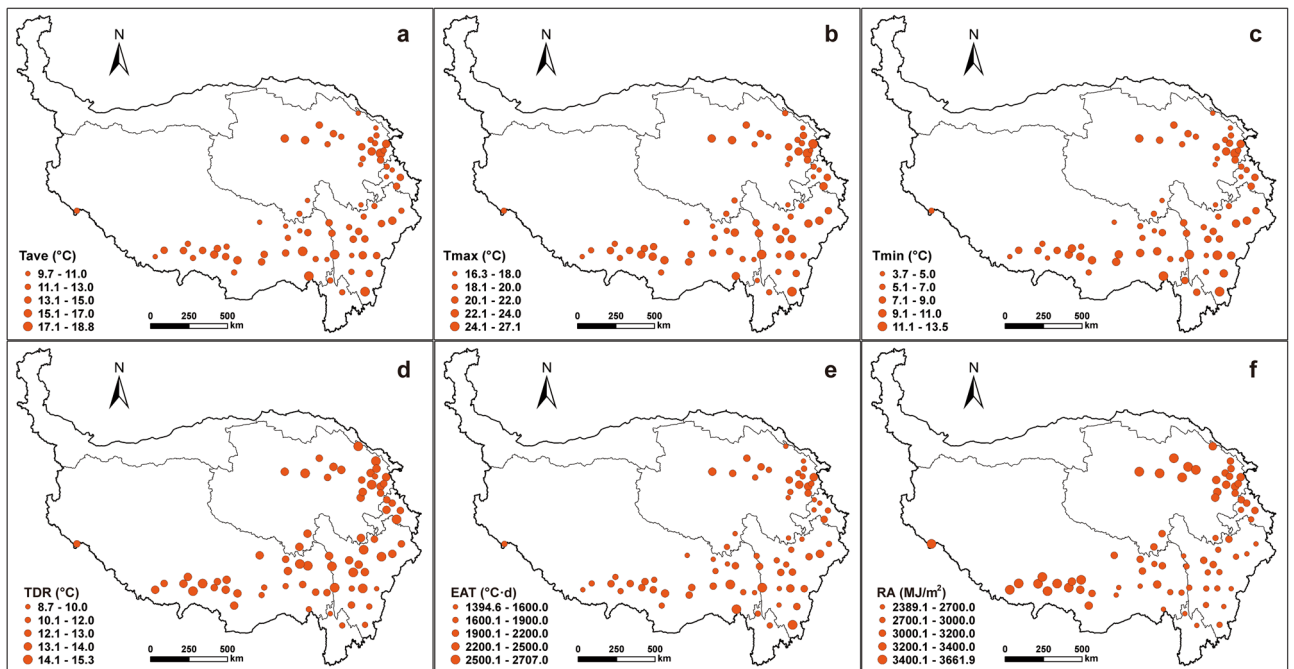 N
a
Tave (°C)
9.7 - 11.0
11.1 - 13.0
13.1 - 15.0
15.1 - 17.0
17.1 - 18.8
0 250 500
km
N
b
Tmax (°C)
16.3 - 18.0
18.1 - 20.0
20.1 - 22.0
22.1 - 24.0
24.1 - 27.1
0 250 500
km
N
c
Tmin (°C)
3.7 - 5.0
5.1 - 7.0
7.1 - 9.0
9.1 - 11.0
11.1 - 13.5
0 250 500
km
N
d
TDR (°C)
8.7 - 10.0
10.1 - 12.0
12.1 - 13.0
13.1 - 14.0
14.1 - 15.3
0 250 500
km
N
e
EAT (°C·d)
1394.6 - 1600.0
1600.1 - 1900.0
1900.1 - 2200.0
2200.1 - 2500.0
2500.1 - 2707.0
0 250 500
km
N
f
RA (MJ/m²)
2389.1 - 2700.0
2700.1 - 3000.0
3000.1 - 3200.0
3200.1 - 3400.0
3400.1 - 3661.9
0 250 500
km